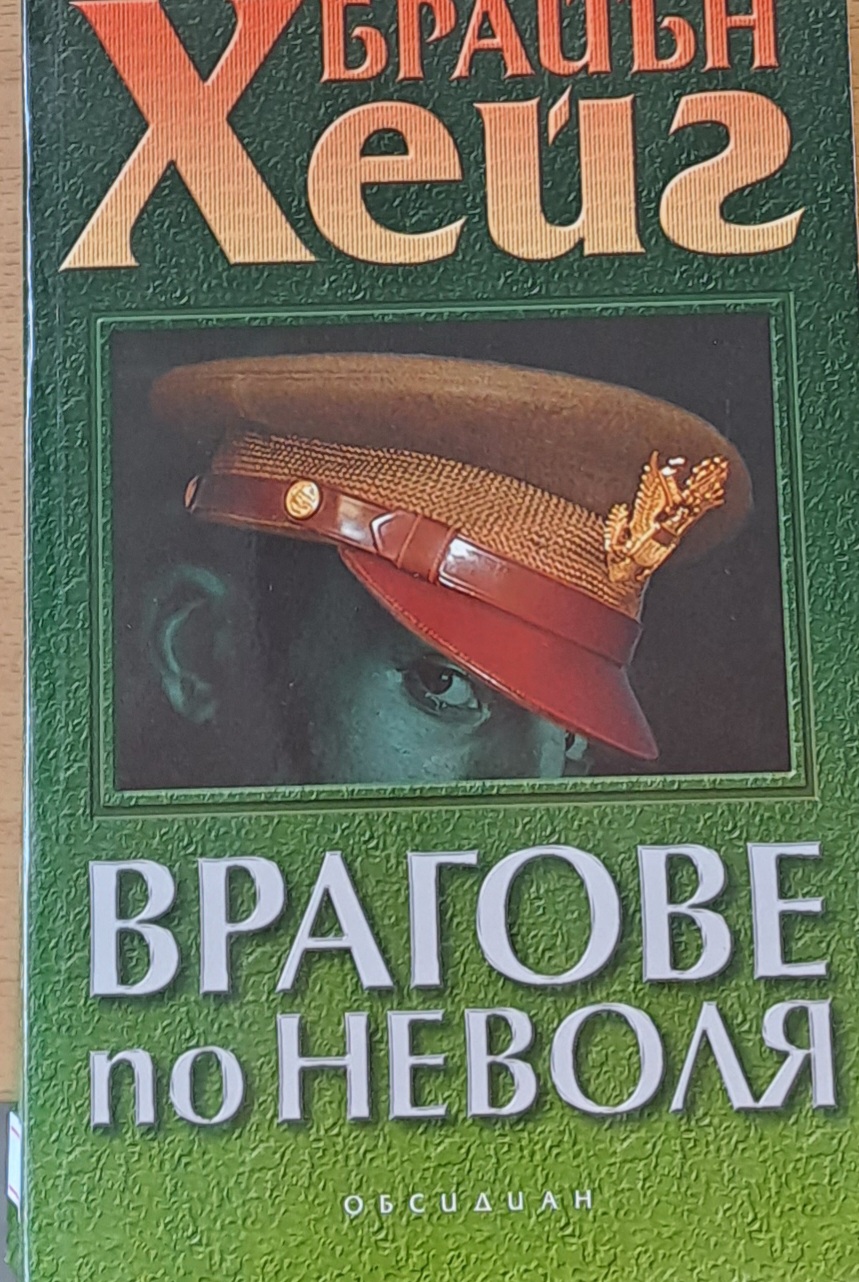 БРАЙЪН
Хейг
ВРАГОВЕ
по НЕВОЛЯ
ОБСИДИАН